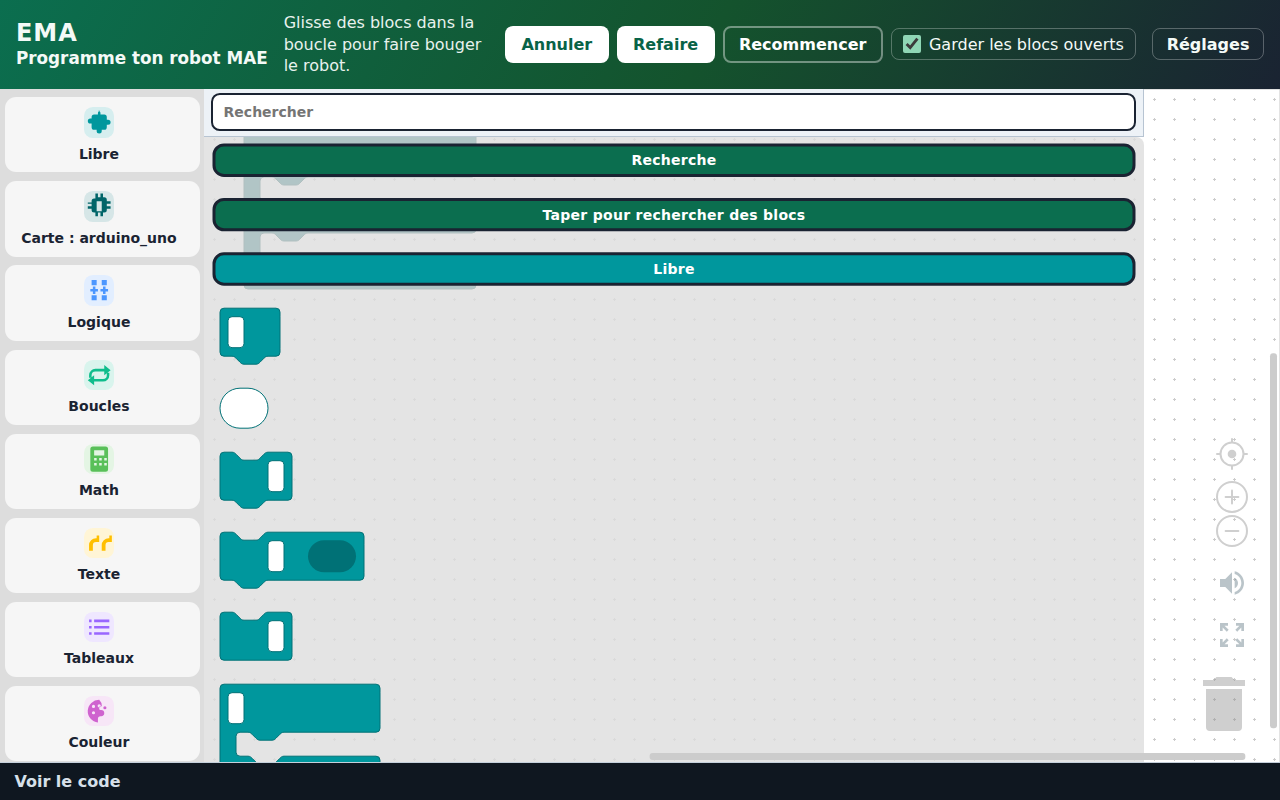 EMA
Programme ton robot MAE
Glisse des blocs dans la
boucle pour faire bouger
le robot.
Annuler
Refaire
Recommencer
Garder les blocs ouverts
Réglages
Libre
Carte : arduino_uno
Logique
Boucles
Math
Texte
Tableaux
Couleur
Rechercher
Recherche
Taper pour rechercher des blocs
Libre
Voir le code